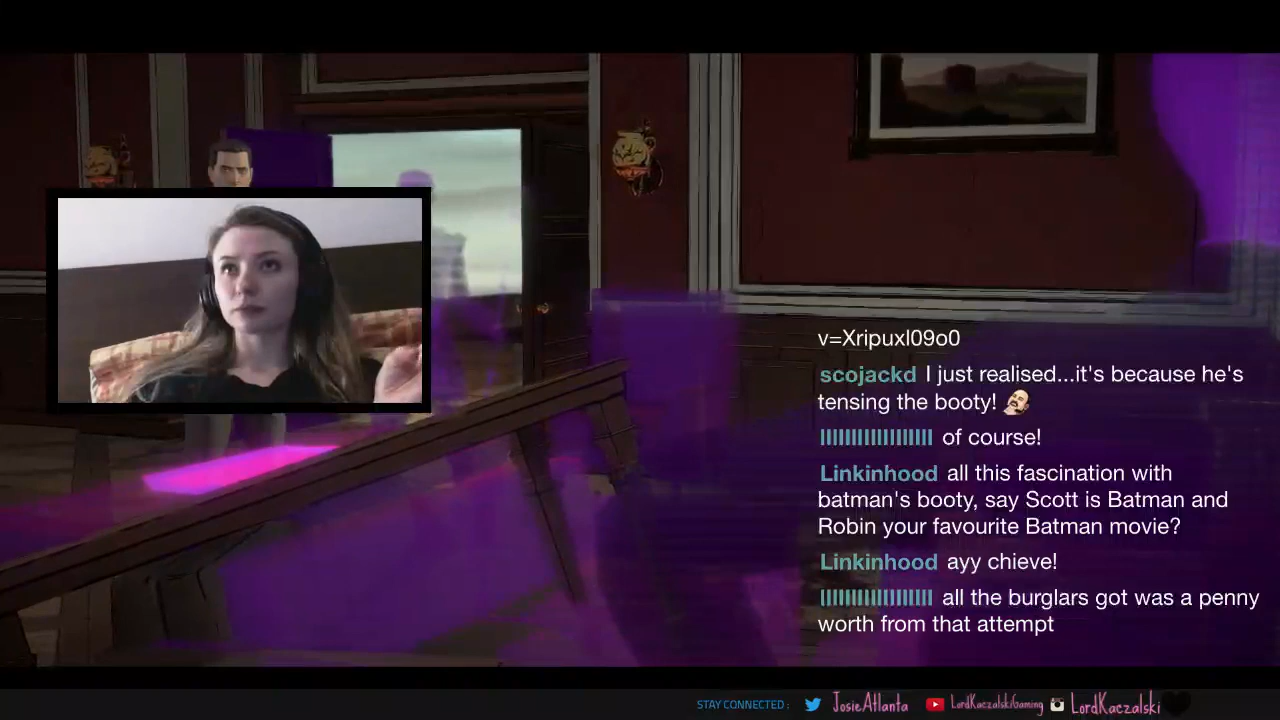 v=Xripuxl09o0
scojackd I just realised...it's because he's
tensing the booty!
llllllllllllllllll of course!
Linkinhood all this fascination with
batman's booty, say Scott is Batman and
Robin your favourite Batman movie?
Linkinhood ayy chieve!
llllllllllllllllll all the burglars got was a penny
worth from that attempt
STAY CONNECTED : JosieAtlanta LordKaczalskiGaming LordKaczalski